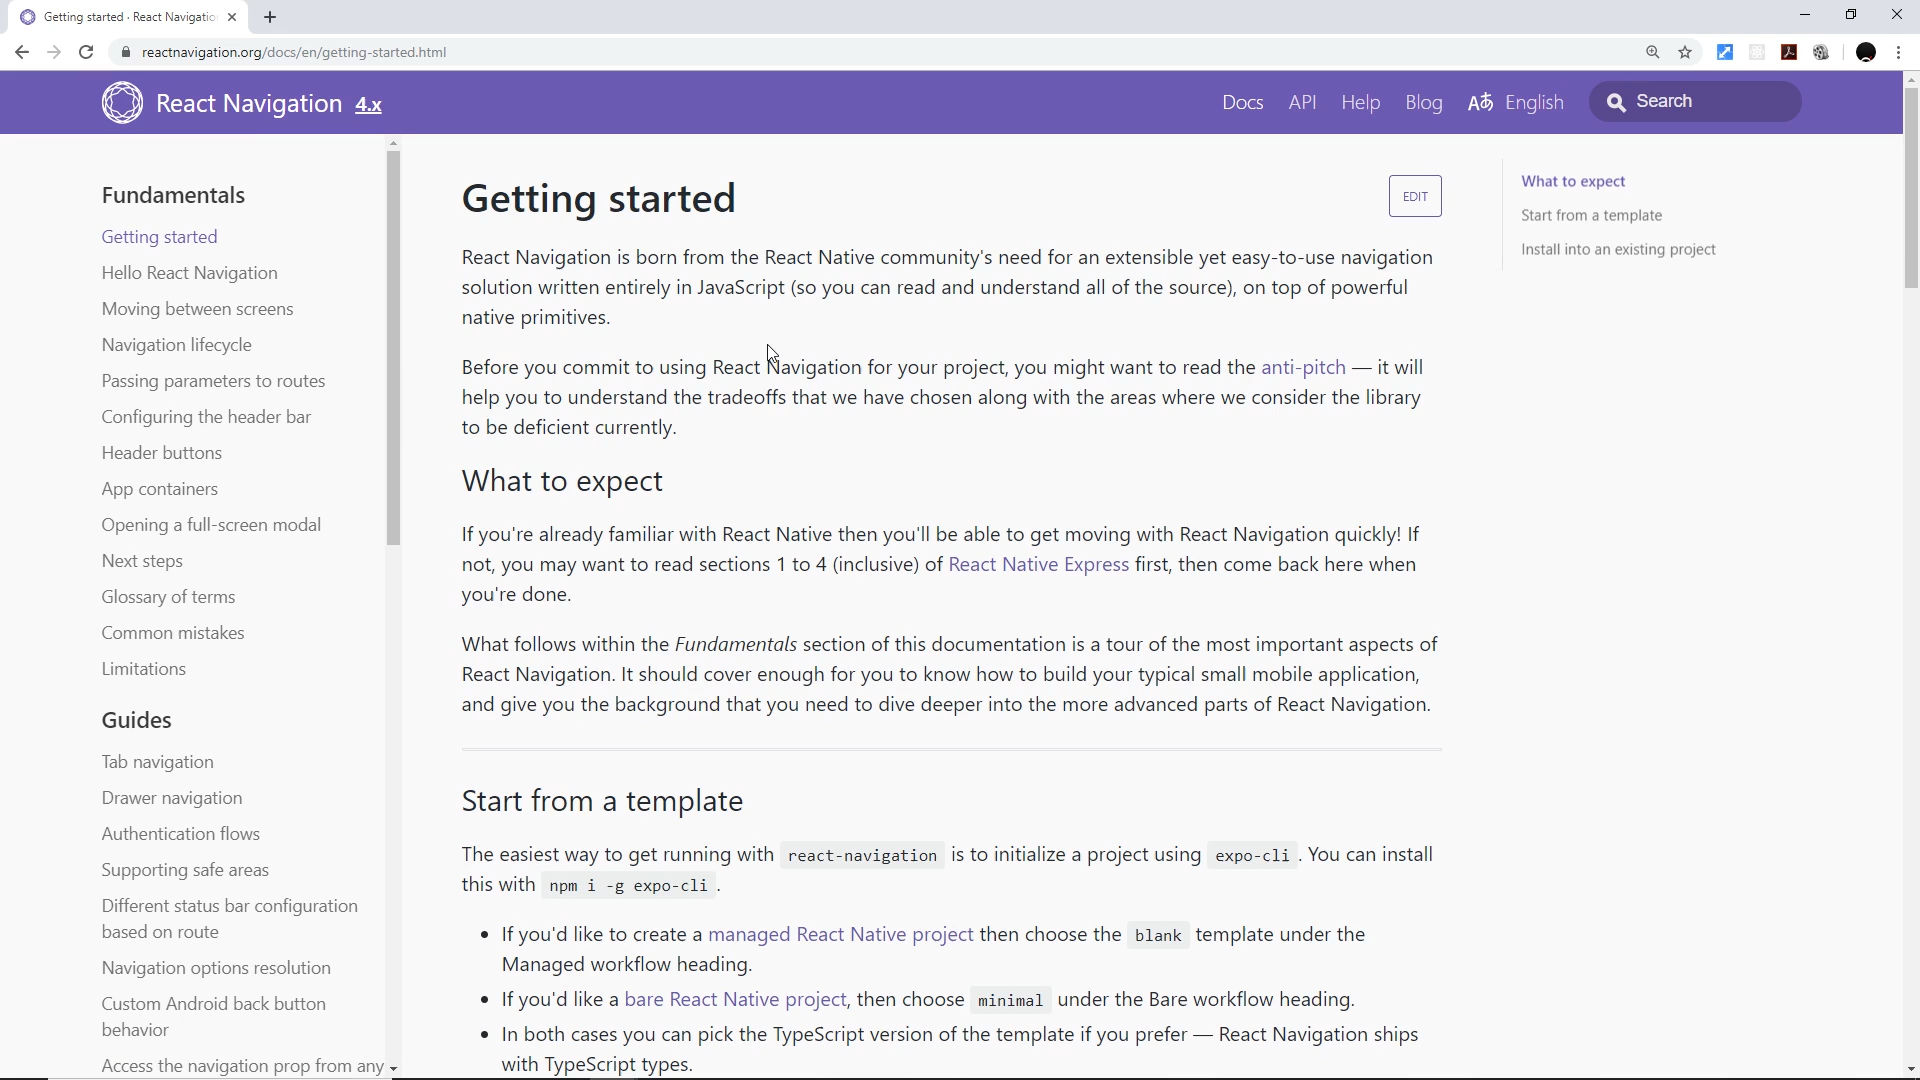 Getting started · React Navigatio
reactnavigation.org/docs/en/getting-started.html
React Navigation 4.x
Docs API Help Blog Aあ English Search
Fundamentals
Getting started
Hello React Navigation
Moving between screens
Navigation lifecycle
Passing parameters to routes
Configuring the header bar
Header buttons
App containers
Opening a full-screen modal
Next steps
Glossary of terms
Common mistakes
Limitations
Guides
Tab navigation
Drawer navigation
Authentication flows
Supporting safe areas
Different status bar configuration
based on route
Navigation options resolution
Custom Android back button
behavior
Access the navigation prop from any
Getting started
EDIT
React Navigation is born from the React Native community's need for an extensible yet easy-to-use navigation
solution written entirely in JavaScript (so you can read and understand all of the source), on top of powerful
native primitives.
Before you commit to using React Navigation for your project, you might want to read the anti-pitch — it will
help you to understand the tradeoffs that we have chosen along with the areas where we consider the library
to be deficient currently.
What to expect
If you're already familiar with React Native then you'll be able to get moving with React Navigation quickly! If
not, you may want to read sections 1 to 4 (inclusive) of React Native Express first, then come back here when
you're done.
What follows within the Fundamentals section of this documentation is a tour of the most important aspects of
React Navigation. It should cover enough for you to know how to build your typical small mobile application,
and give you the background that you need to dive deeper into the more advanced parts of React Navigation.
Start from a template
The easiest way to get running with react-navigation is to initialize a project using expo-cli . You can install
this with npm i -g expo-cli .
• If you'd like to create a managed React Native project then choose the blank template under the
Managed workflow heading.
• If you'd like a bare React Native project, then choose minimal under the Bare workflow heading.
• In both cases you can pick the TypeScript version of the template if you prefer — React Navigation ships
with TypeScript types.
What to expect
Start from a template
Install into an existing project